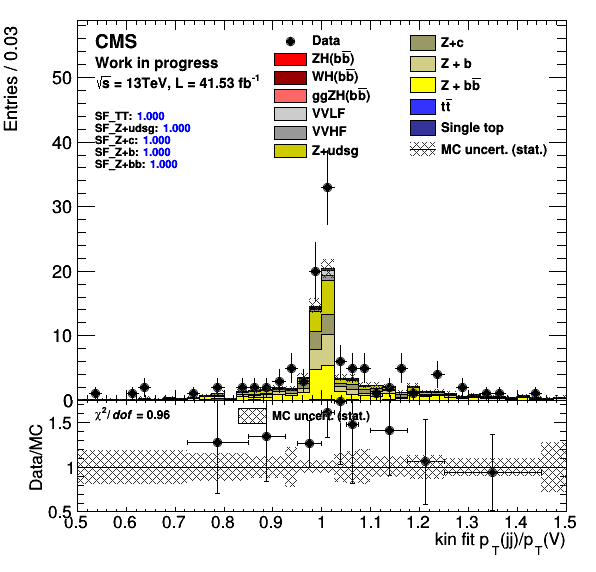 CMS
Work in progress
√s = 13TeV, L = 41.53 fb⁻¹
SF_TT: 1.000
SF_Z+udsg: 1.000
SF_Z+c: 1.000
SF_Z+b: 1.000
SF_Z+bb: 1.000
Data
ZH(bb̅)
WH(bb̅)
ggZH(bb̅)
VVLF
VVHF
Z+udsg
Z+c
Z + b
Z + bb̅
tt̅
Single top
MC uncert. (stat.)
Entries / 0.03
50
40
30
20
10
0
χ²/dof = 0.96
MC uncert. (stat.)
Data/MC
1.5
1
0.5
0.5 0.6 0.7 0.8 0.9 1 1.1 1.2 1.3 1.4 1.5
kin fit p_T(jj)/p_T(V)